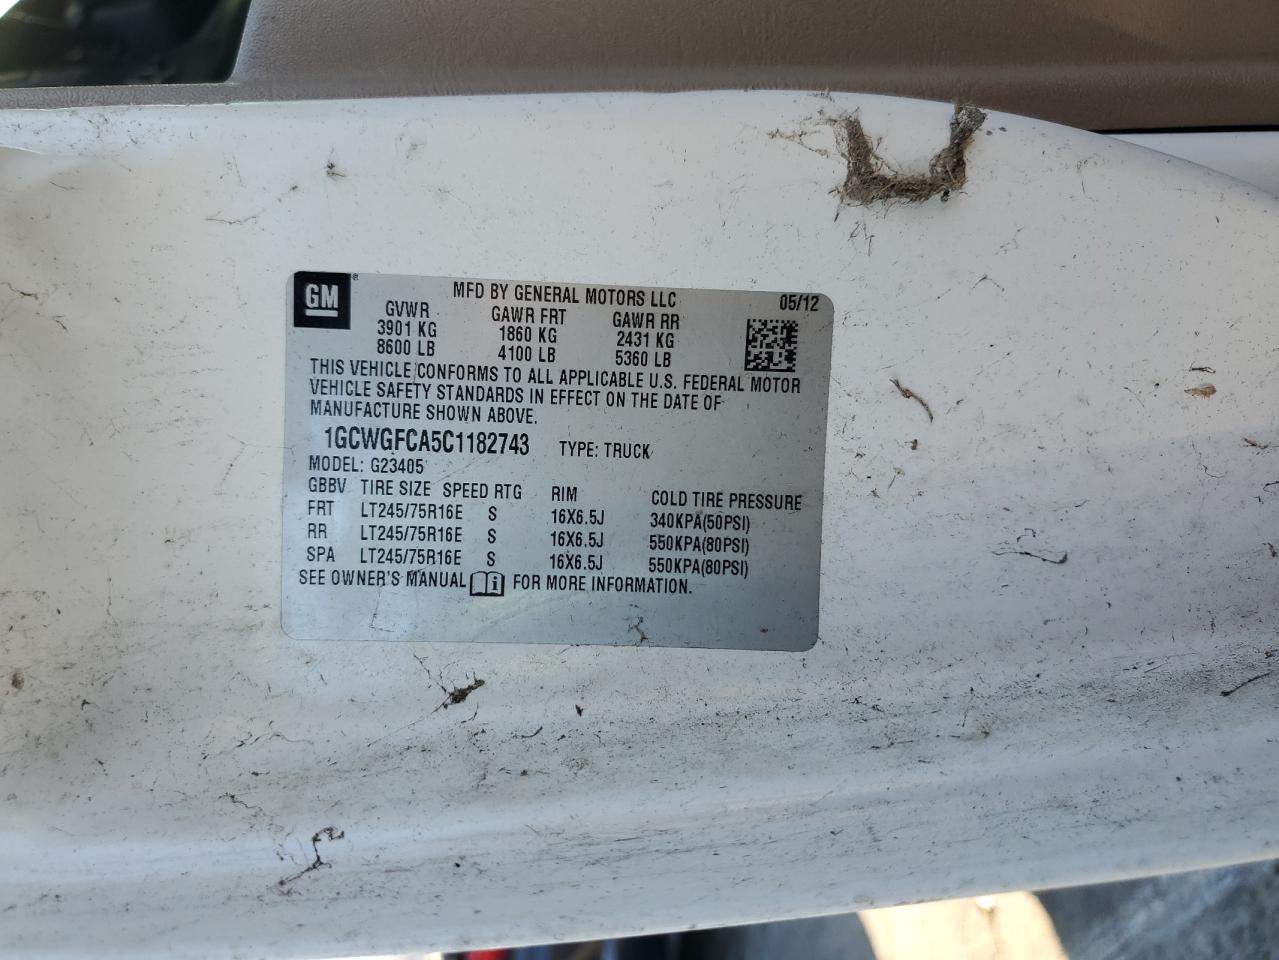 GM
MFD BY GENERAL MOTORS LLC 05/12
GVWR GAWR FRT GAWR RR
3901 KG 1860 KG 2431 KG
8600 LB 4100 LB 5360 LB
THIS VEHICLE CONFORMS TO ALL APPLICABLE U.S. FEDERAL MOTOR
VEHICLE SAFETY STANDARDS IN EFFECT ON THE DATE OF
MANUFACTURE SHOWN ABOVE.
1GCWGFCA5C1182743 TYPE: TRUCK
MODEL: G23405
GBBV TIRE SIZE SPEED RTG RIM COLD TIRE PRESSURE
FRT LT245/75R16E S 16X6.5J 340KPA(50PSI)
RR LT245/75R16E S 16X6.5J 550KPA(80PSI)
SPA LT245/75R16E S 16X6.5J 550KPA(80PSI)
SEE OWNER'S MANUAL FOR MORE INFORMATION.